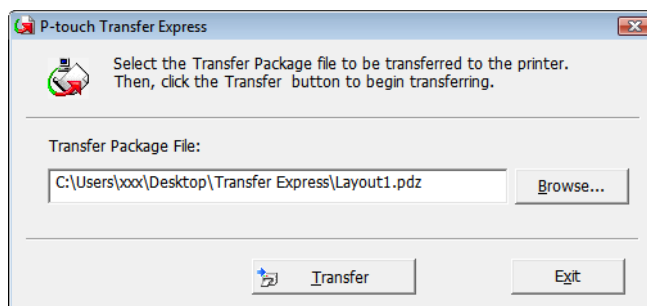 P-touch Transfer Express
Select the Transfer Package file to be transferred to the printer.
Then, click the Transfer button to begin transferring.
Transfer Package File:
C:\Users\xxx\Desktop\Transfer Express\Layout1.pdz
Browse...
Transfer
Exit